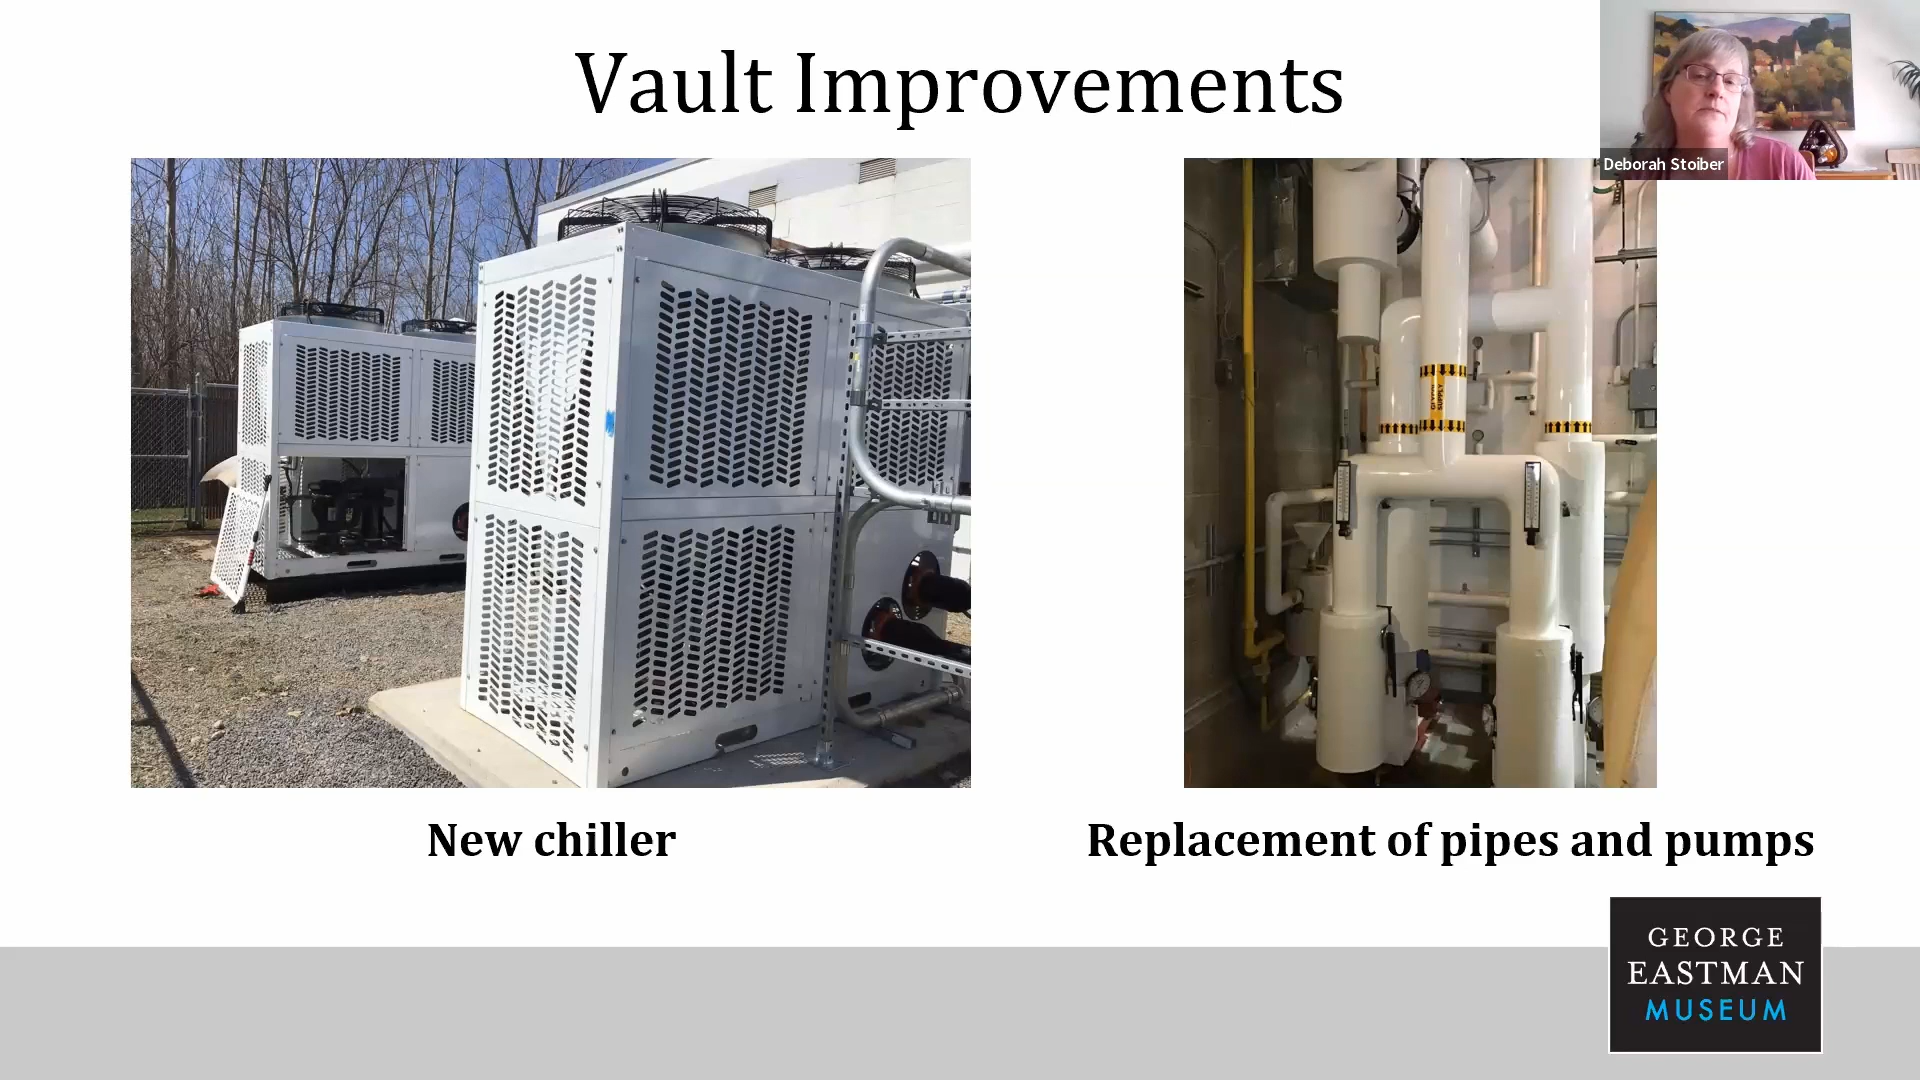 Vault Improvements
Deborah Stoiber
New chiller
Replacement of pipes and pumps
GEORGE
EASTMAN
MUSEUM